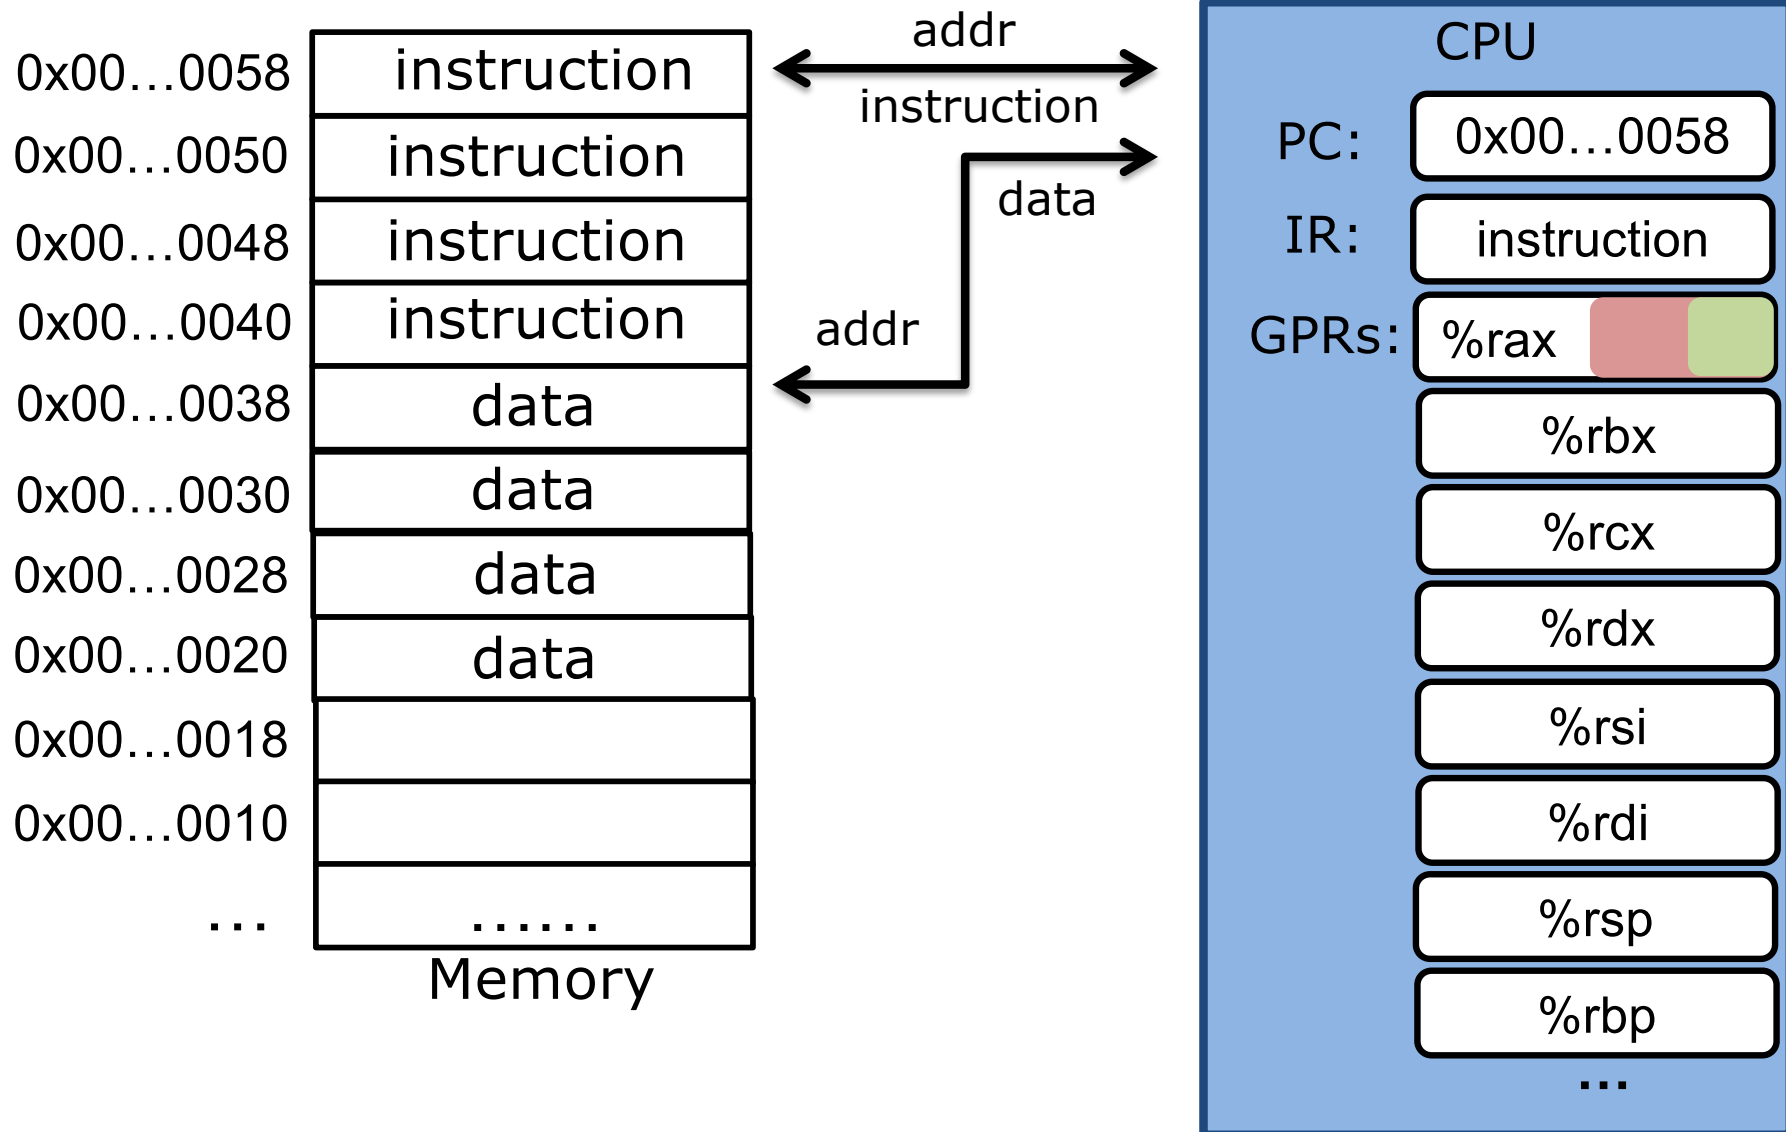 0x00…0058 instruction
0x00…0050 instruction
0x00…0048 instruction
0x00…0040 instruction
0x00…0038 data
0x00…0030 data
0x00…0028 data
0x00…0020 data
0x00…0018
0x00…0010
… ……
Memory
addr
instruction
data
addr
CPU
PC: 0x00…0058
IR: instruction
GPRs: %rax
%rbx
%rcx
%rdx
%rsi
%rdi
%rsp
%rbp
…